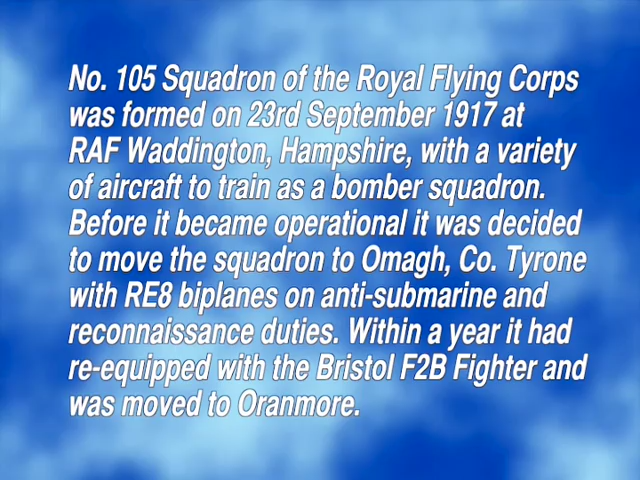 No. 105 Squadron of the Royal Flying Corps
was formed on 23rd September 1917 at
RAF Waddington, Hampshire, with a variety
of aircraft to train as a bomber squadron.
Before it became operational it was decided
to move the squadron to Omagh, Co. Tyrone
with RE8 biplanes on anti-submarine and
reconnaissance duties. Within a year it had
re-equipped with the Bristol F2B Fighter and
was moved to Oranmore.